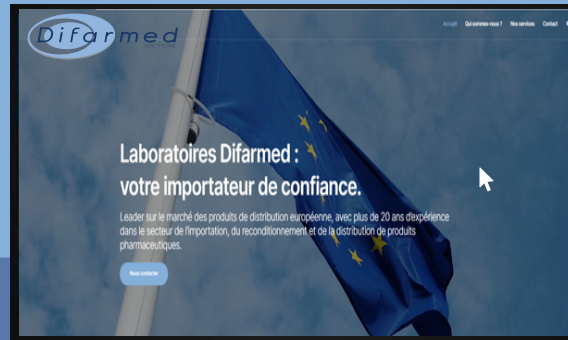 Difarmed
HEALTHCARE
Accueil Qui sommes-nous ? Nos services Contact
Laboratoires Difarmed :
votre importateur de confiance.
Leader sur le marché des produits de distribution européenne, avec plus de 20 ans d'expérience
dans le secteur de l'importation, du reconditionnement et de la distribution de produits
pharmaceutiques.
Nous contacter